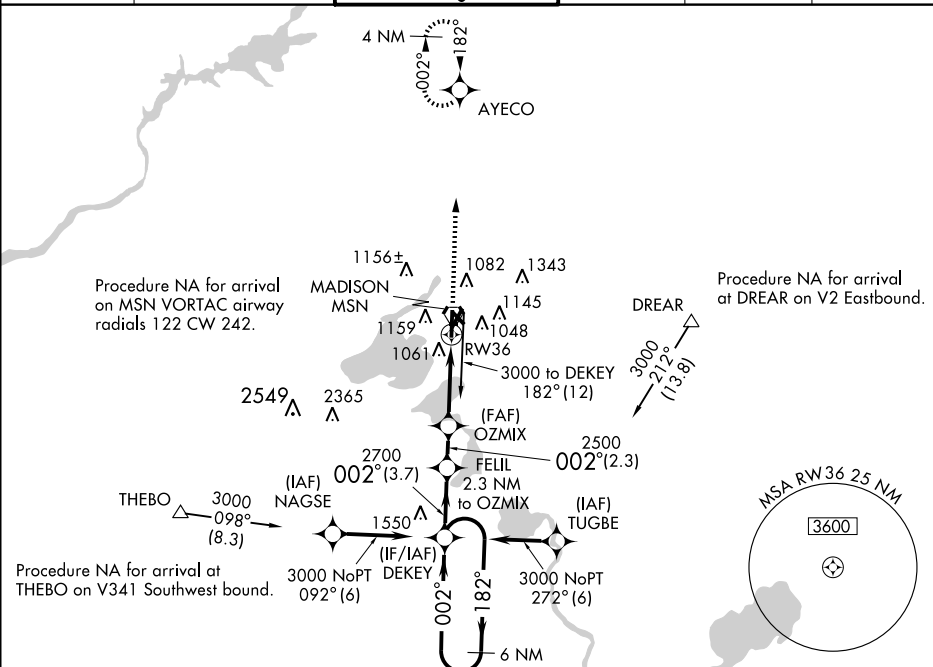 4 NM
182°
002°
AYECO
1156±
1082
1343
Procedure NA for arrival
on MSN VORTAC airway
radials 122 CW 242.
MADISON
MSN
Procedure NA for arrival
at DREAR on V2 Eastbound.
DREAR
1145
1159
1048
1061
RW36
3000 to DEKEY
182° (12)
3000
212°
(13.8)
2549
2365
(FAF)
OZMIX
2500
002° (2.3)
2700
002° (3.7)
FELIL
2.3 NM
to OZMIX
(IAF)
NAGSE
THEBO
3000
098°
(8.3)
1550
(IF/IAF)
DEKEY
(IAF)
TUGBE
MSA RW36 25 NM
3600
Procedure NA for arrival at
THEBO on V341 Southwest bound.
3000 NoPT
092° (6)
3000 NoPT
272° (6)
002°
182°
6 NM